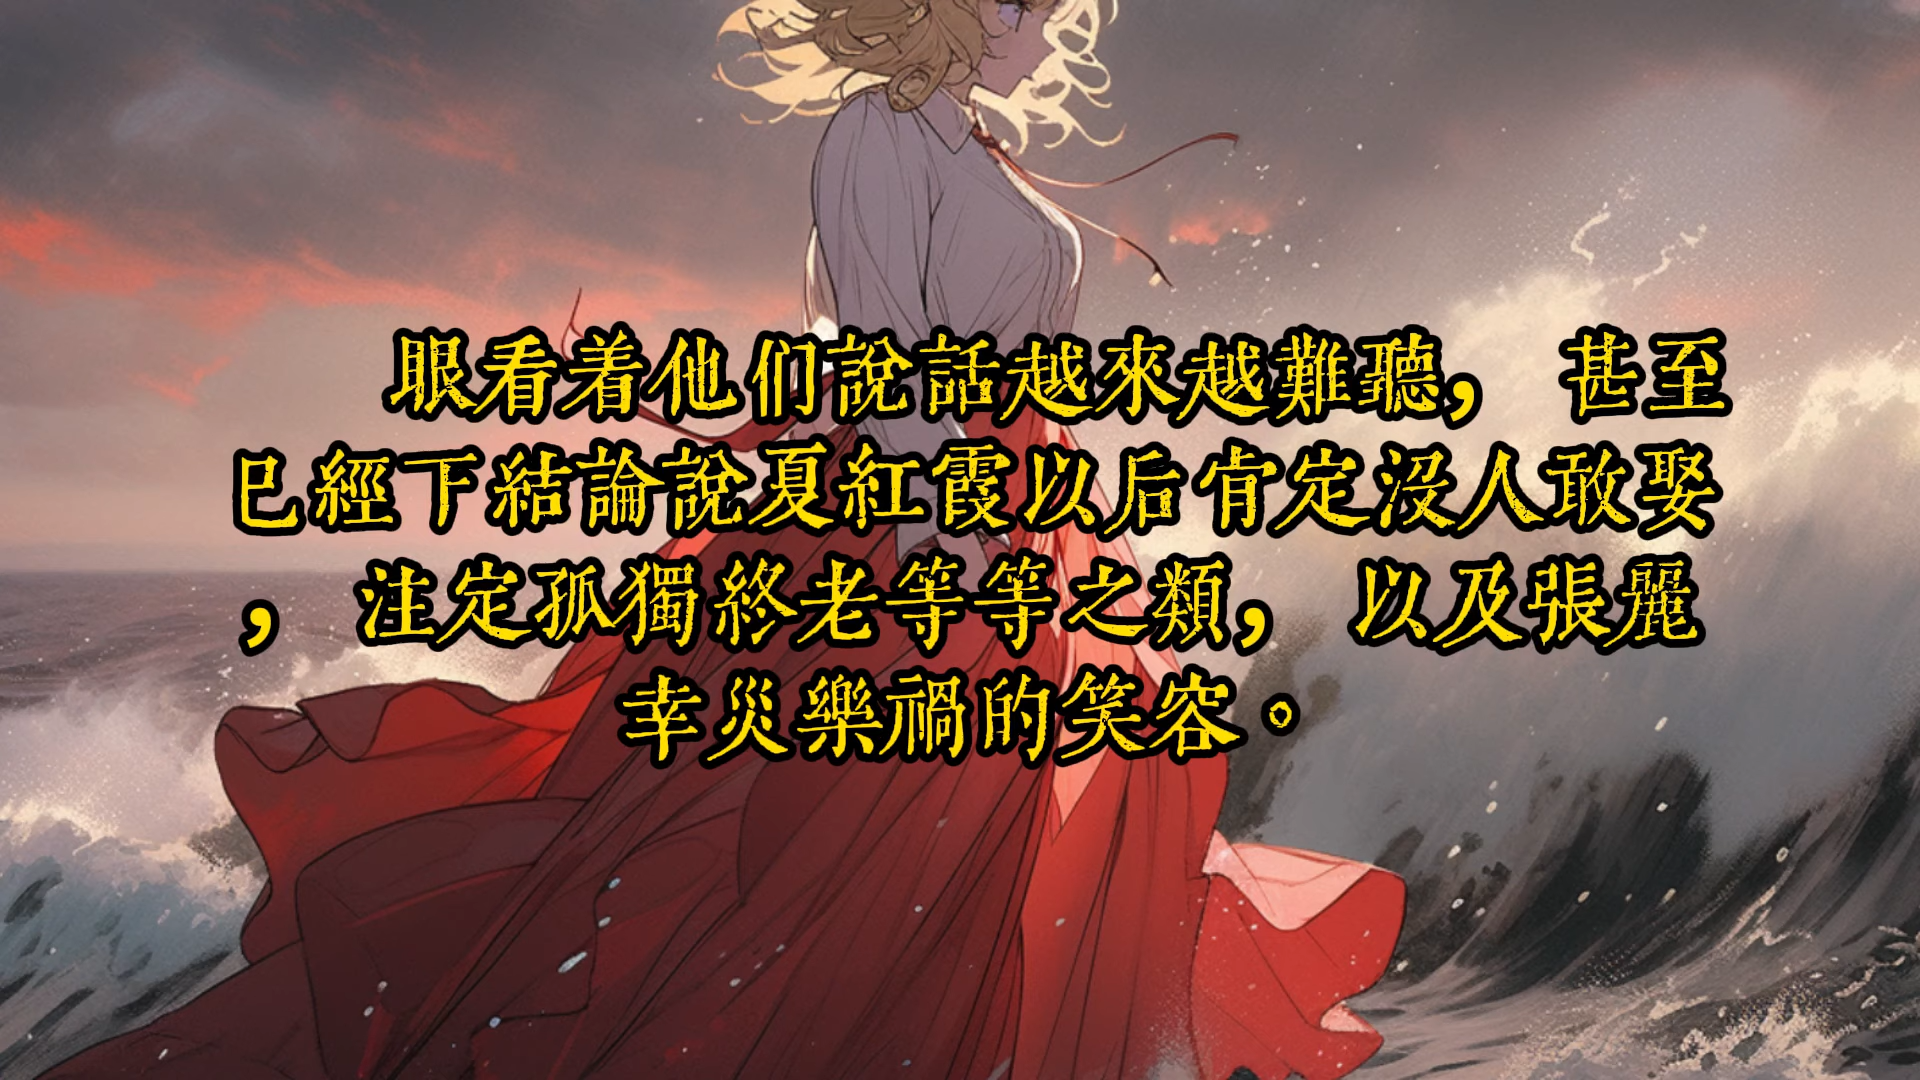 眼看着他们說話越來越難聽，甚至
已經下結論說夏紅霞以后肯定沒人敢娶
，注定孤獨終老等等之類，以及張麗
幸災樂禍的笑容。